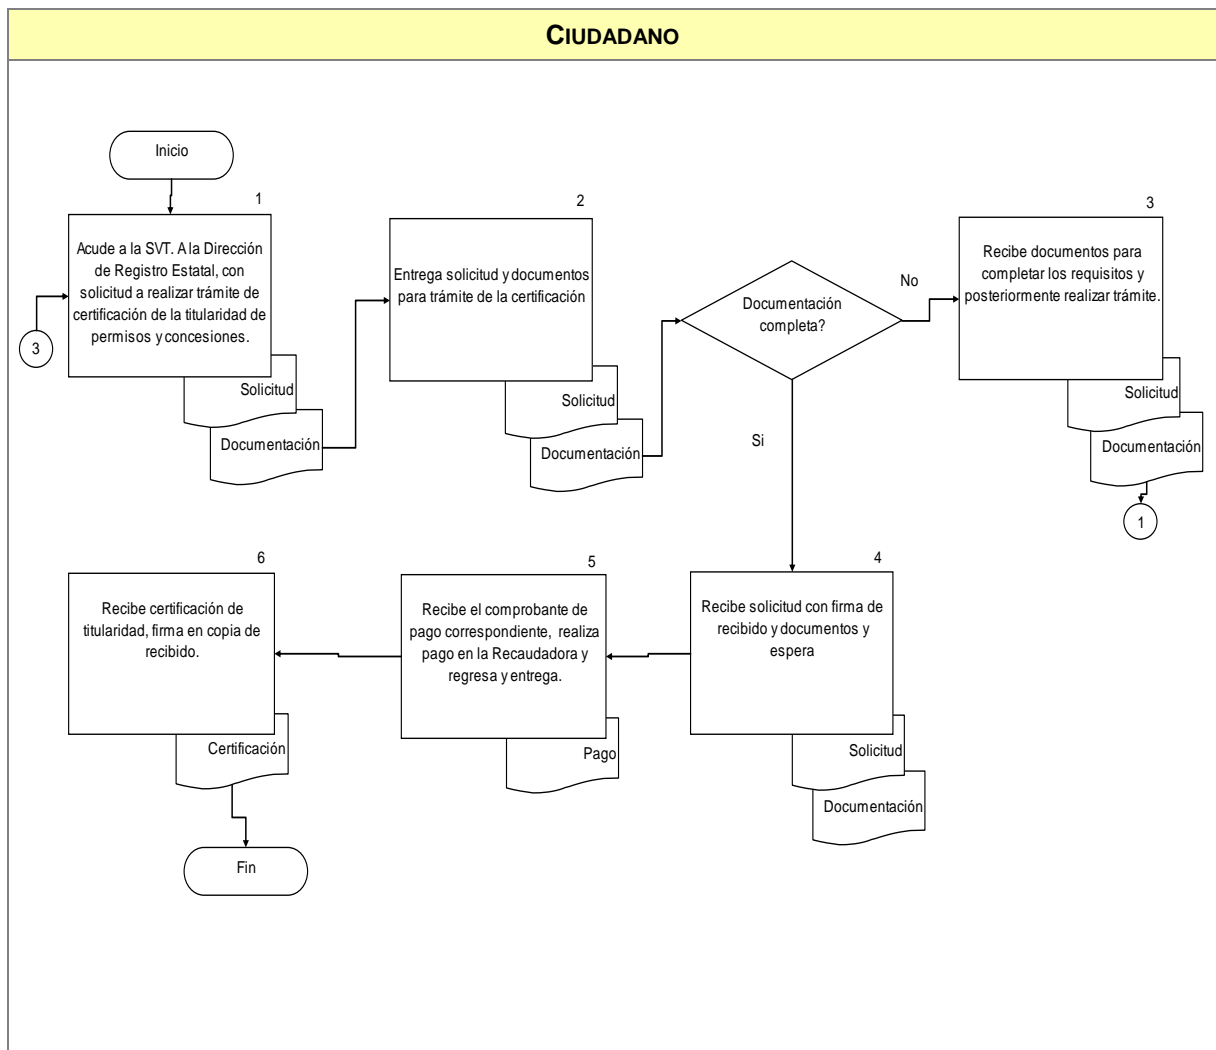 CIUDADANO
Inicio
1
Acude a la SVT. A la Dirección
de Registro Estatal, con
solicitud a realizar trámite de
certificación de la titularidad de
permisos y concesiones.
3
Solicitud
Documentación
2
Entrega solicitud y documentos
para trámite de la certificación
Solicitud
Documentación
Documentación
completa?
No
Si
3
Recibe documentos para
completar los requisitos y
posteriormente realizar trámite.
Solicitud
Documentación
1
4
Recibe solicitud con firma de
recibido y documentos y
espera
Solicitud
Documentación
5
Recibe el comprobante de
pago correspondiente, realiza
pago en la Recaudadora y
regresa y entrega.
Pago
6
Recibe certificación de
titularidad, firma en copia de
recibido.
Certificación
Fin